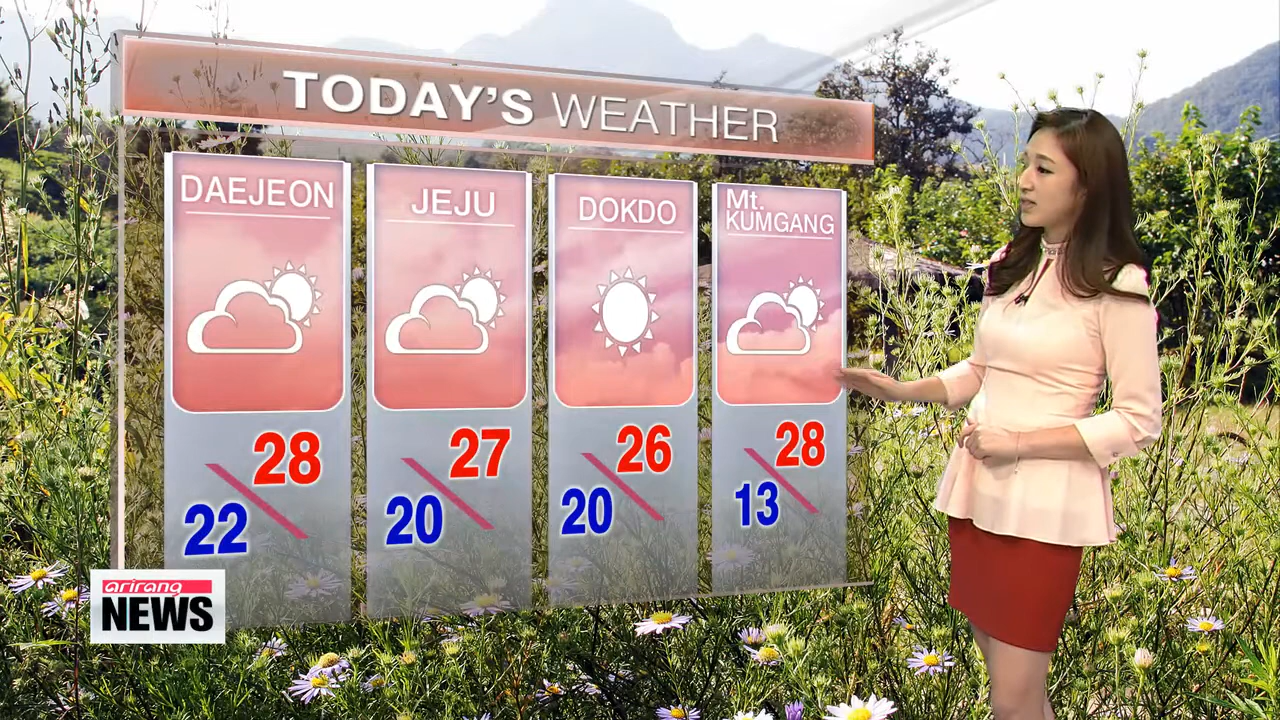 TODAY'S WEATHER
DAEJEON
28
22
JEJU
27
20
DOKDO
26
20
Mt.
KUMGANG
28
13
arirang
NEWS